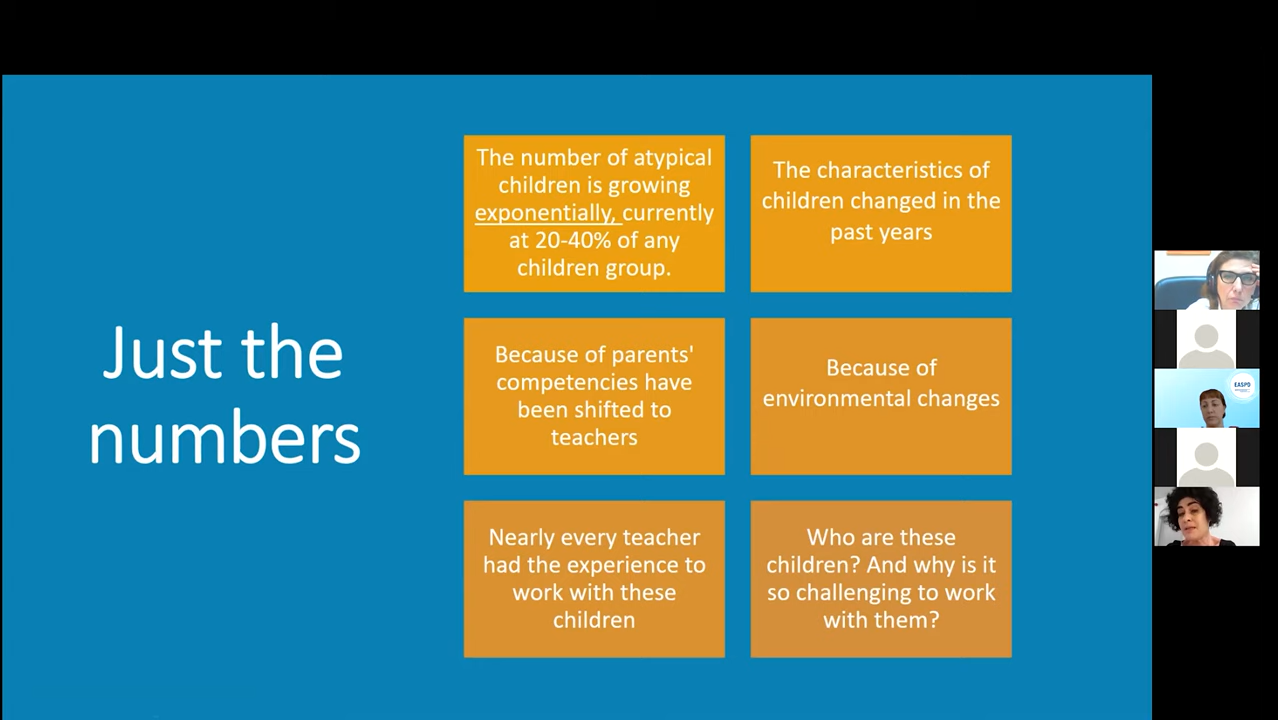 Just the
numbers
The number of atypical
children is growing
exponentially, currently
at 20-40% of any
children group.
The characteristics of
children changed in the
past years
Because of parents'
competencies have
been shifted to
teachers
Because of
environmental changes
Nearly every teacher
had the experience to
work with these
children
Who are these
children? And why is it
so challenging to work
with them?
EASPD